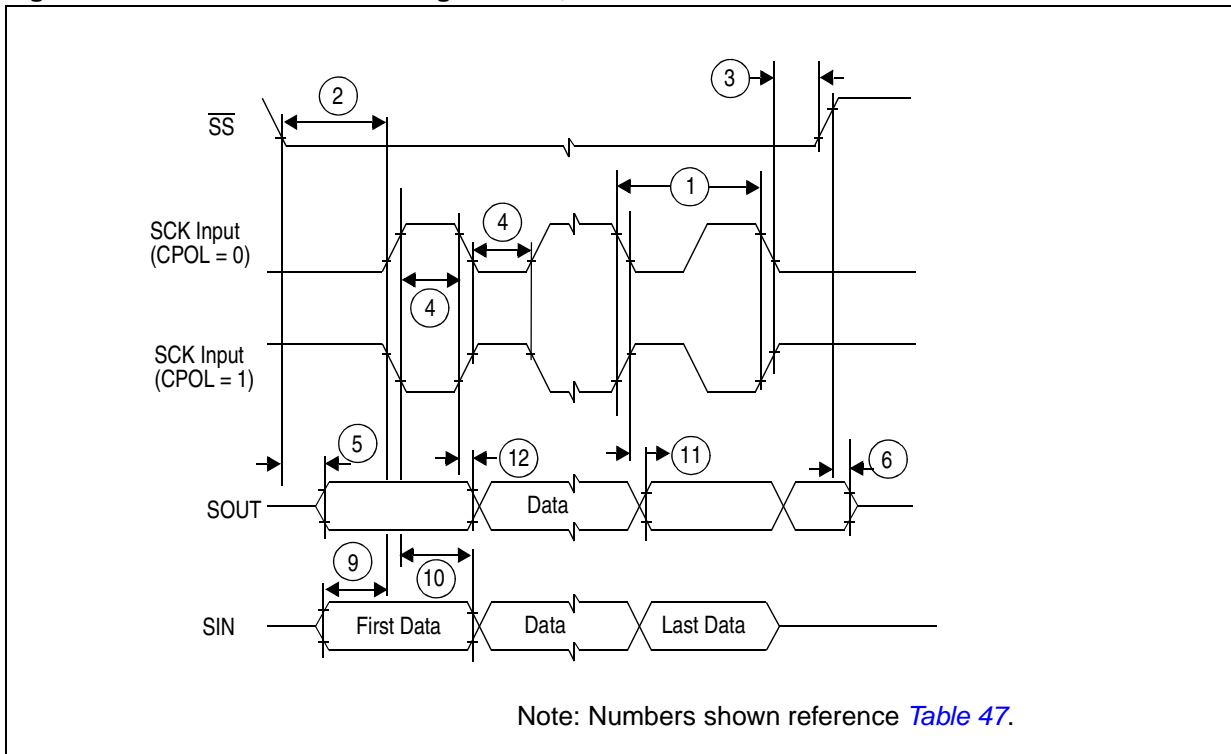 3
2
SS
1
SCK Input
(CPOL = 0)
4
4
SCK Input
(CPOL = 1)
5
12
11
6
SOUT
Data
9
10
SIN
First Data
Data
Last Data
Note: Numbers shown reference Table 47.